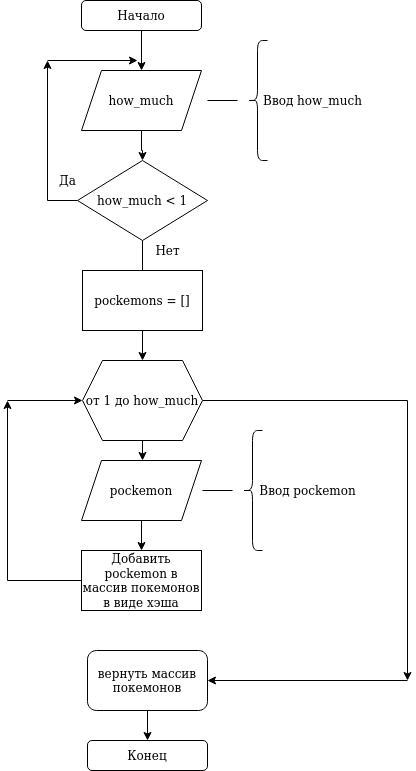 Начало
how_much
Ввод how_much
Да
how_much < 1
Нет
pockemons = []
от 1 до how_much
pockemon
Ввод pockemon
Добавить
pockemon в
массив покемонов
в виде хэша
вернуть массив
покемонов
Конец